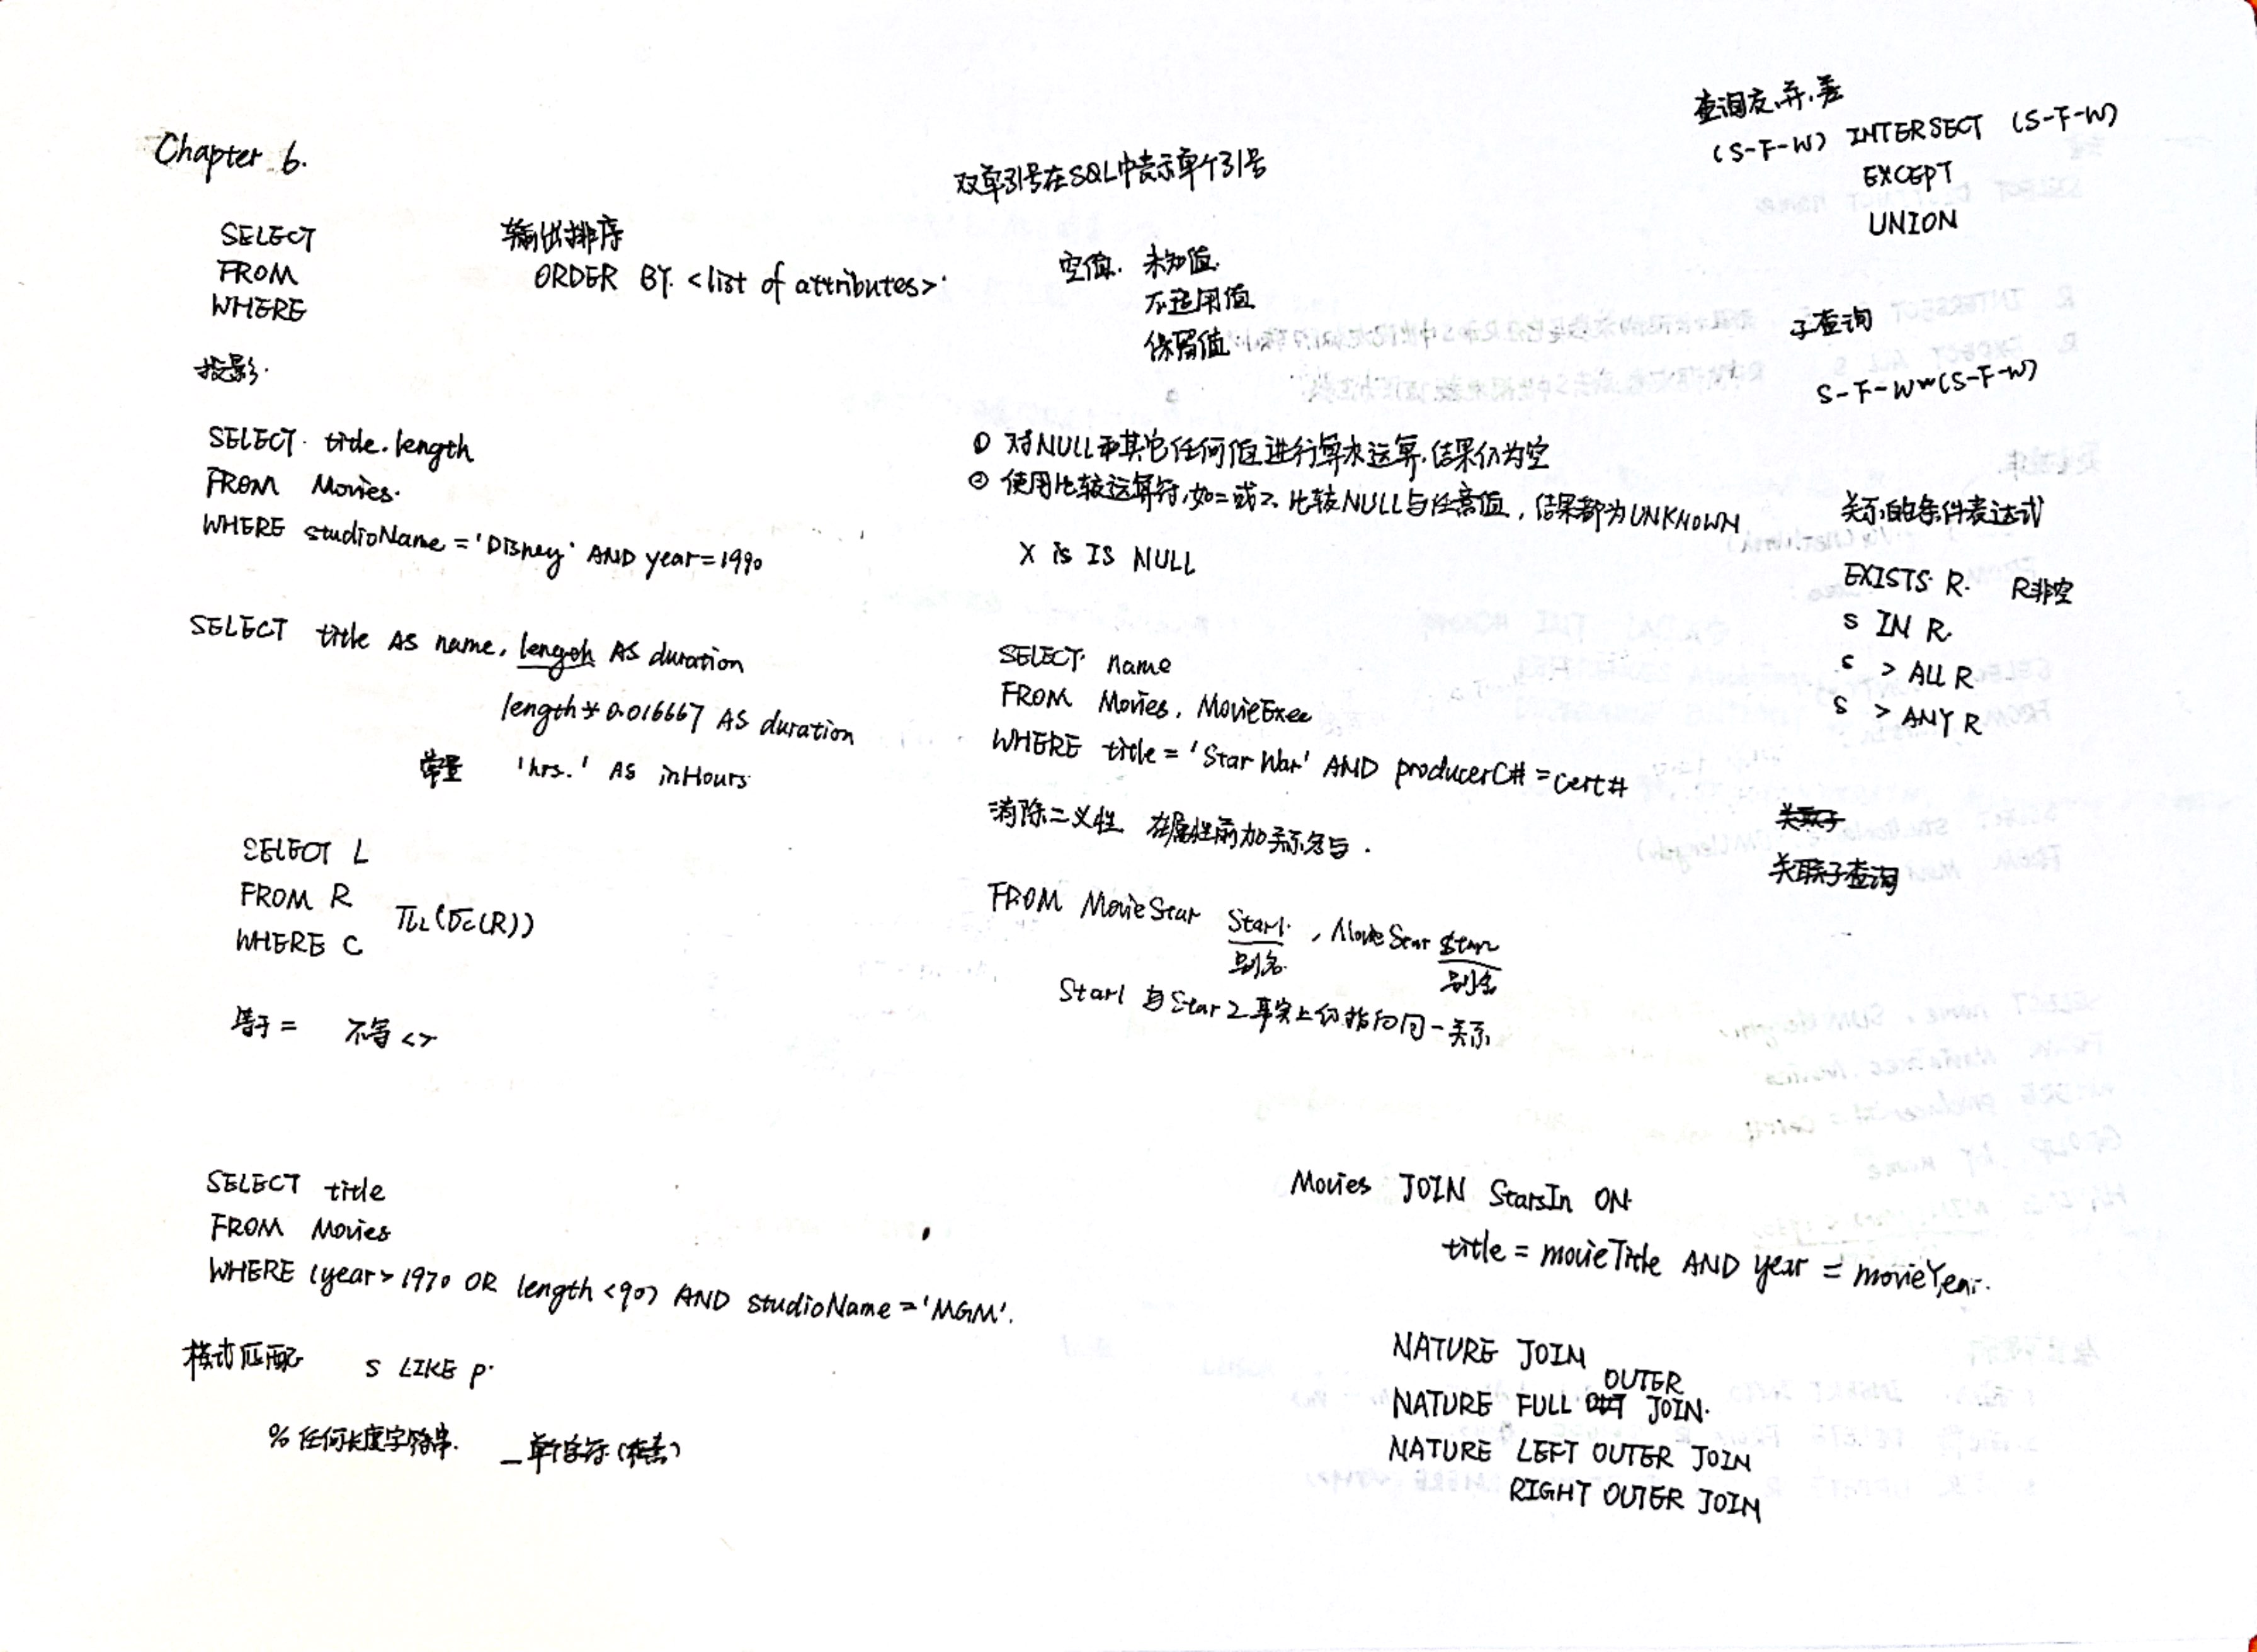 Chapter 6.
SELECT
FROM
WHERE
输出排序
ORDER BY <list of attributes>
投影.
SELECT title.length
FROM Movies.
WHERE studioName='Disney' AND year=1990
SELECT title AS name, length AS duration
length*0.016667 AS duration
常量 'hrs.' AS inHours
SELECT L
FROM R
WHERE C
πL(σc(R))
等于 = 不等 <>
SELECT title
FROM Movies
WHERE (year>1970 OR length<90) AND studioName='MGM'.
模式匹配 s LIKE p.
% 任何长度字符串. _ 单个字符(任意)
双单引号在SQL中表示单个引号
空值. 未知值.
不适用值
保留值
① 对NULL和其它任何值进行算术运算,结果仍为空
② 使用比较运算符,如=或>,比较NULL与任意值,结果都为UNKNOWN
X is IS NULL
SELECT name
FROM Movies, MovieExec
WHERE title='Star War' AND producerC#=cert#
消除二义性 在属性前加关系名与.
FROM MovieStar Star1, MovieStar Star2
别名 别名
Star1 与 Star2 事实上仍指向同一关系
查询交,并,差
(S-F-W) INTERSECT (S-F-W)
EXCEPT
UNION
子查询
S-F-W~(S-F-W)
关系的条件表达式
EXISTS R. R非空
s IN R.
s > ALL R
s > ANY R
关联子查询
Movies JOIN StarsIn ON
title = movieTitle AND year = movieYear.
NATURE JOIN
NATURE FULL OUTER JOIN.
NATURE LEFT OUTER JOIN
RIGHT OUTER JOIN